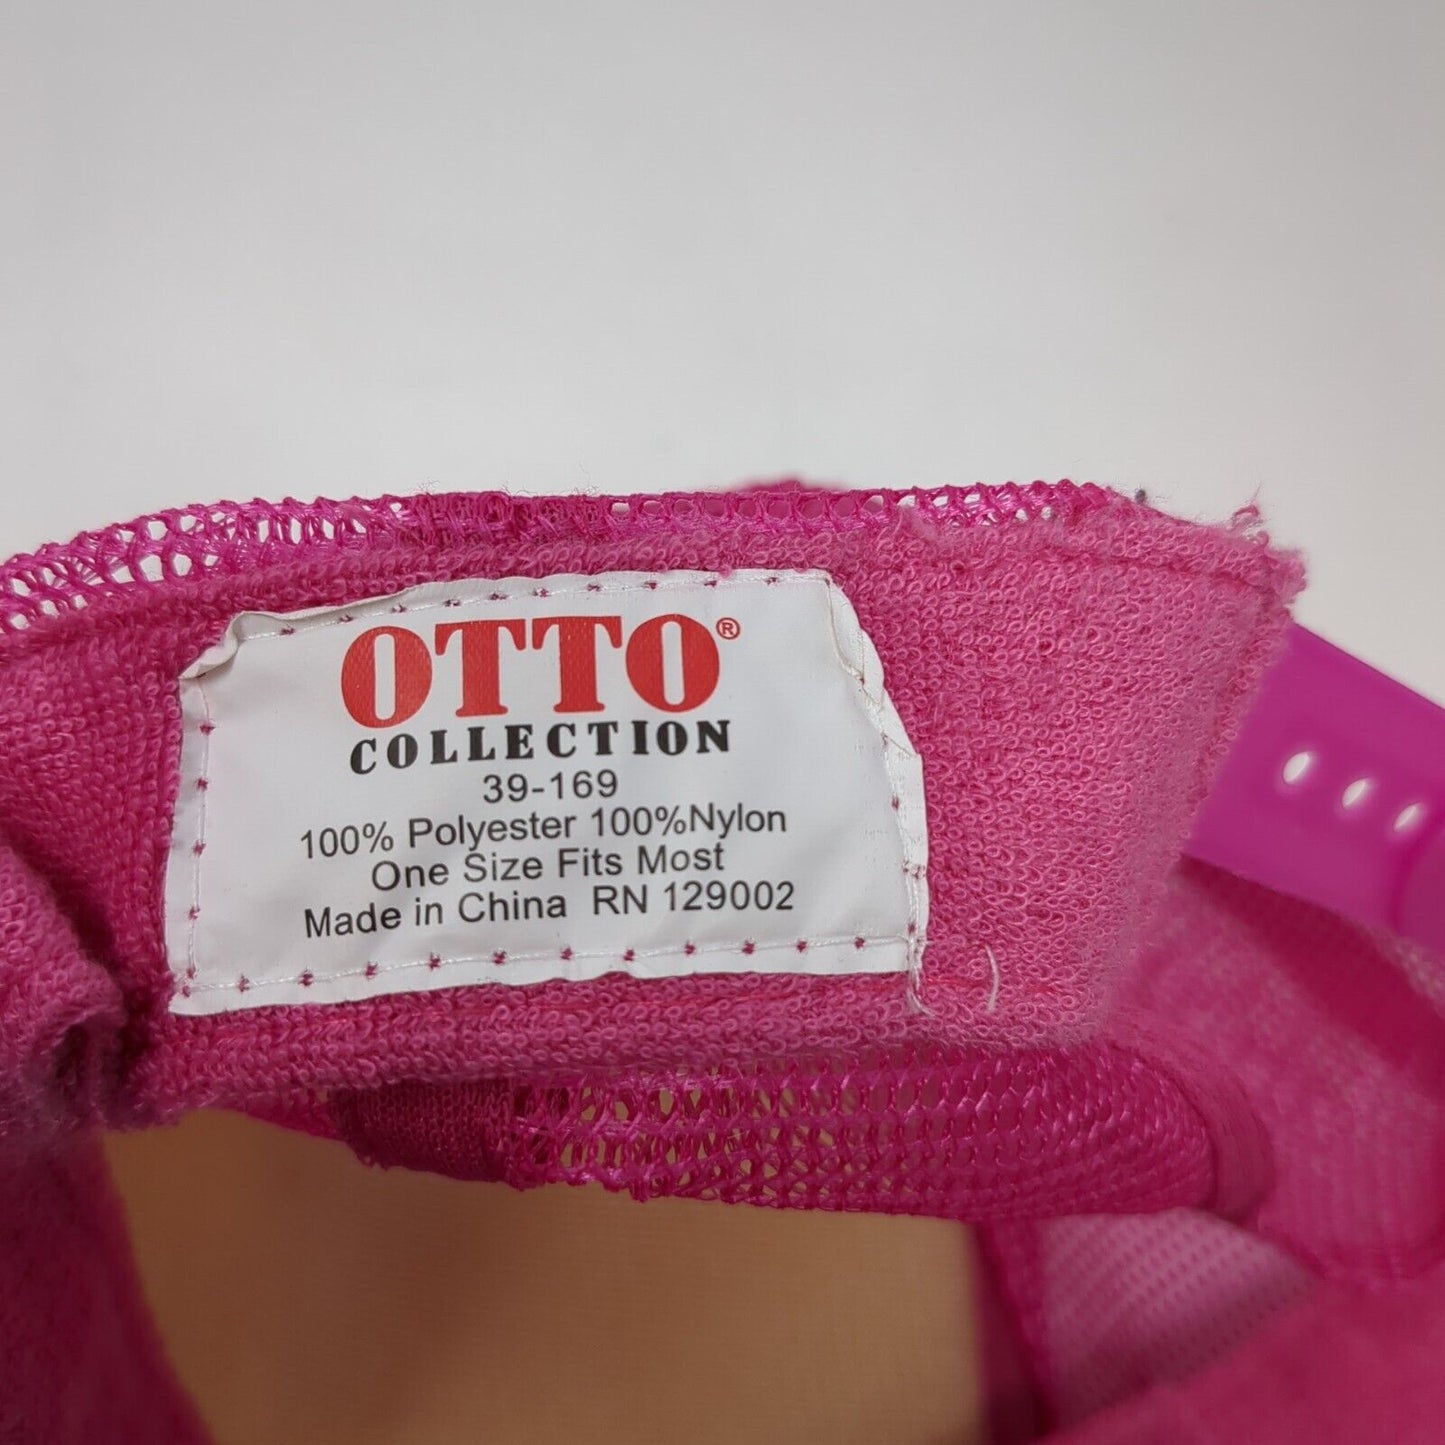 OTTO®
COLLECTION
39-169
100% Polyester 100%Nylon
One Size Fits Most
Made in China RN 129002